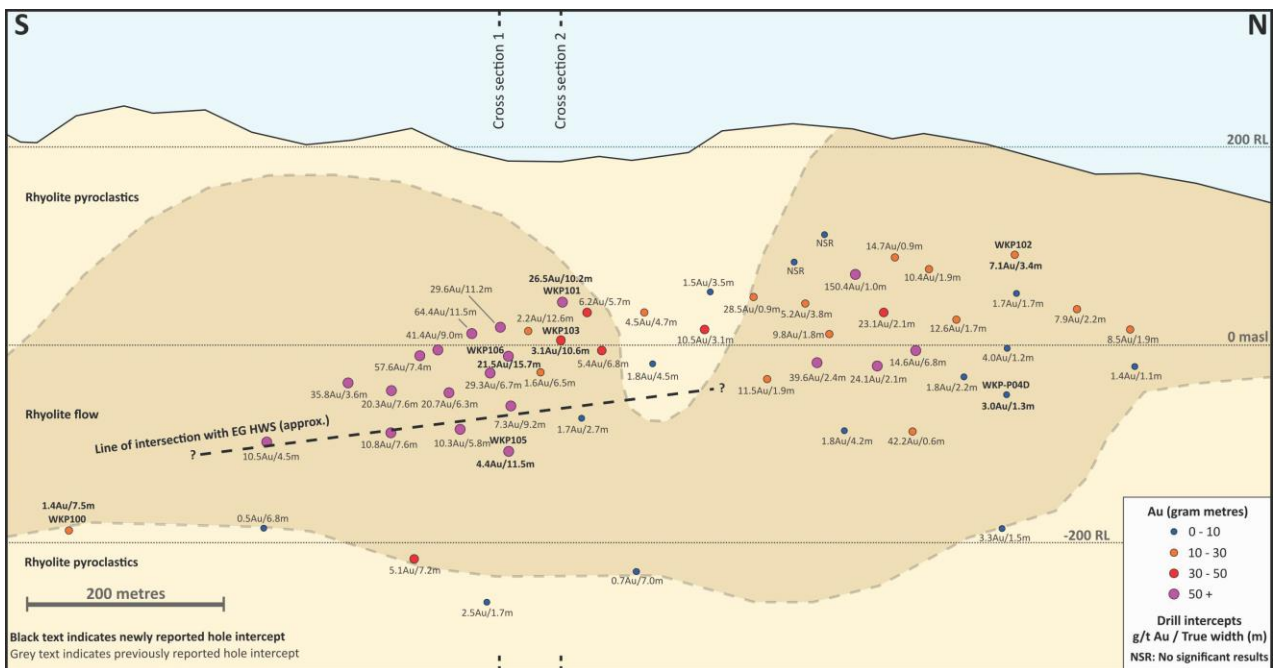 S
N
Cross section 1
Cross section 2
200 RL
Rhyolite pyroclastics
NSR
NSR
14.7Au/0.9m
WKP102
7.1Au/3.4m
10.4Au/1.9m
150.4Au/1.0m
26.5Au/10.2m
WKP101
29.6Au/11.2m
6.2Au/5.7m
1.5Au/3.5m
1.7Au/1.7m
64.4Au/11.5m
2.2Au/12.6m
4.5Au/4.7m
28.5Au/0.9m
5.2Au/3.8m
23.1Au/2.1m
12.6Au/1.7m
7.9Au/2.2m
41.4Au/9.0m
WKP103
3.1Au/10.6m
10.5Au/3.1m
9.8Au/1.8m
8.5Au/1.9m
0 masl
WKP106
21.5Au/15.7m
57.6Au/7.4m
5.4Au/6.8m
14.6Au/6.8m
4.0Au/1.2m
29.3Au/6.7m
1.6Au/6.5m
1.8Au/4.5m
39.6Au/2.4m
24.1Au/2.1m
1.8Au/2.2m
1.4Au/1.1m
35.8Au/3.6m
20.3Au/7.6m
20.7Au/6.3m
11.5Au/1.9m
WKP-P04D
3.0Au/1.3m
Rhyolite flow
Line of intersection with EG HWS (approx.)
?
?
7.3Au/9.2m
1.7Au/2.7m
10.5Au/4.5m
10.8Au/7.6m
10.3Au/5.8m
1.8Au/4.2m
42.2Au/0.6m
WKP105
4.4Au/11.5m
1.4Au/7.5m
WKP100
0.5Au/6.8m
3.3Au/1.5m
-200 RL
Rhyolite pyroclastics
5.1Au/7.2m
0.7Au/7.0m
2.5Au/1.7m
200 metres
Black text indicates newly reported hole intercept
Grey text indicates previously reported hole intercept
Au (gram metres)
0 - 10
10 - 30
30 - 50
50 +
Drill intercepts
g/t Au / True width (m)
NSR: No significant results